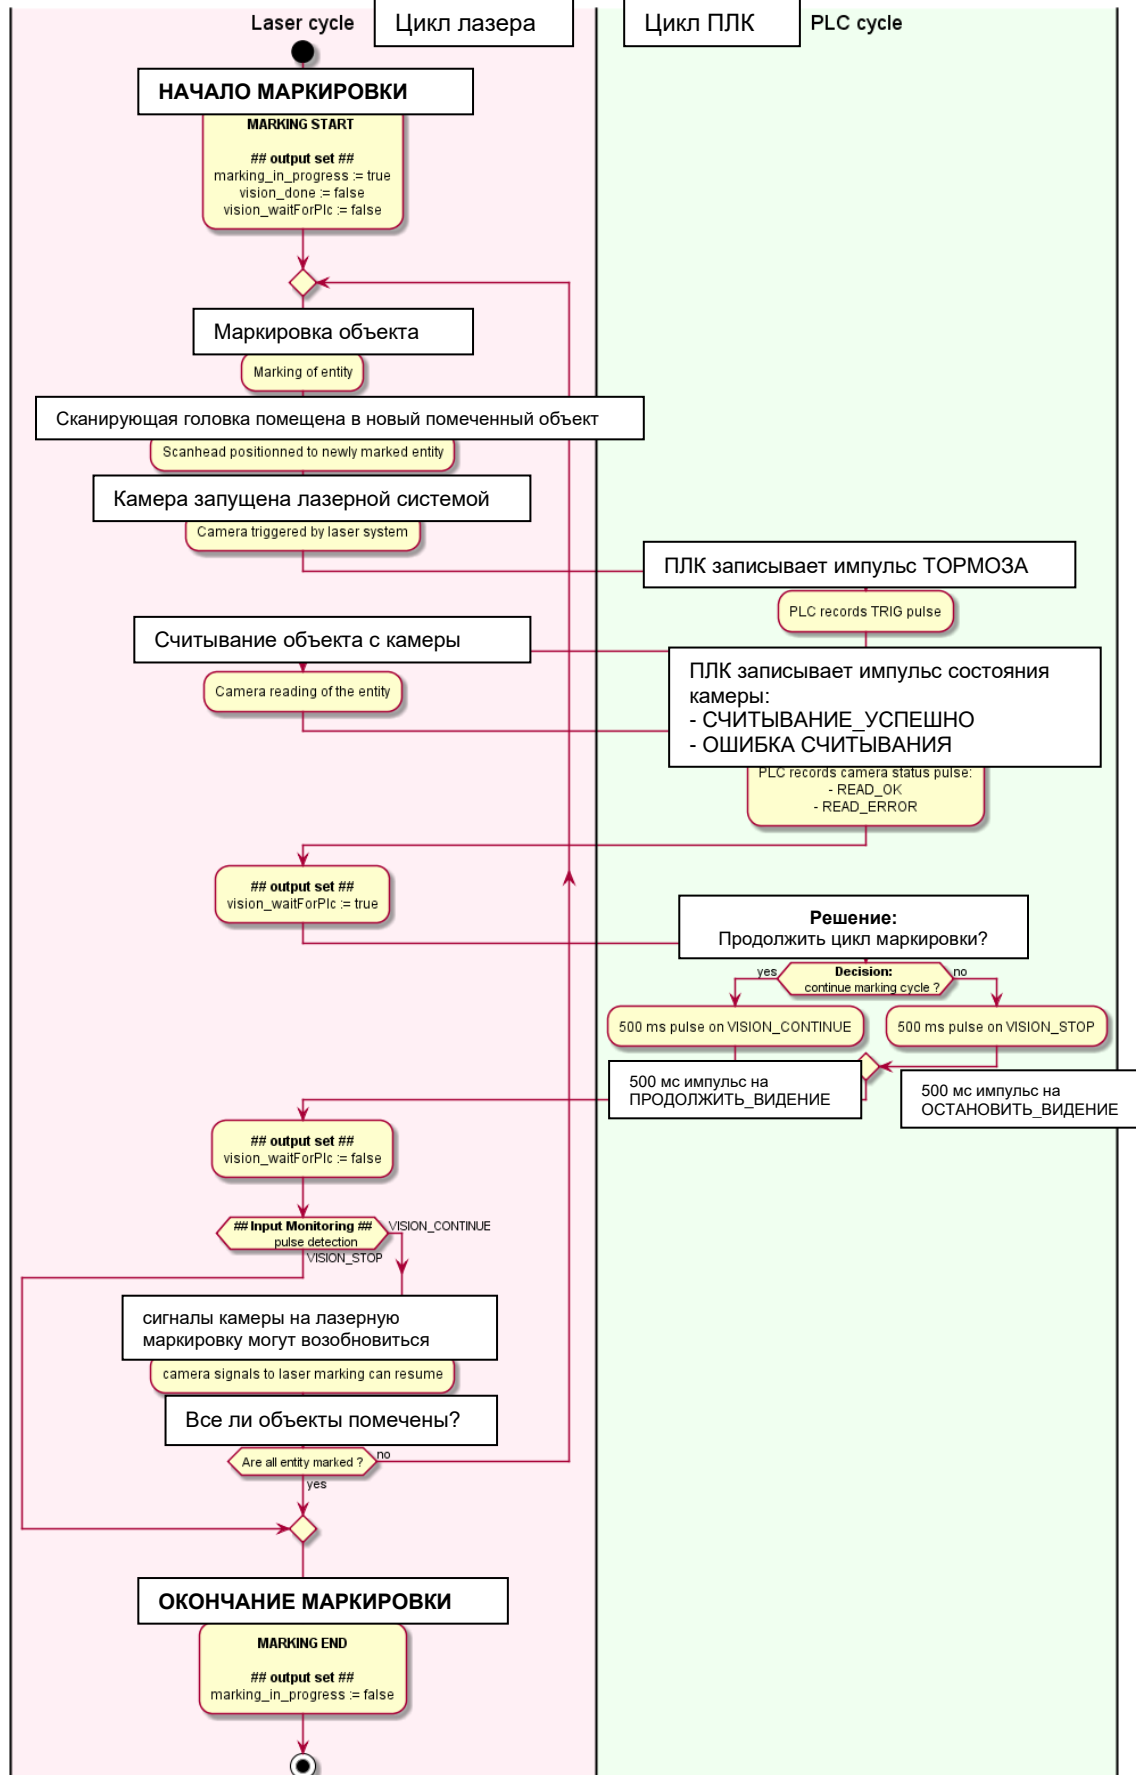 Laser cycle
Цикл лазера
Цикл ПЛК
PLC cycle
НАЧАЛО МАРКИРОВКИ
MARKING START
## output set ##
marking_in_progress := true
vision_done := false
vision_waitForPlc := false
Маркировка объекта
Marking of entity
Сканирующая головка помещена в новый помеченный объект
Scanhead positionned to newly marked entity
Камера запущена лазерной системой
Camera triggered by laser system
ПЛК записывает импульс ТОРМОЗА
PLC records TRIG pulse
Считывание объекта с камеры
Camera reading of the entity
ПЛК записывает импульс состояния
камеры:
- СЧИТЫВАНИЕ_УСПЕШНО
- ОШИБКА СЧИТЫВАНИЯ
PLC records camera status pulse:
- READ_OK
- READ_ERROR
## output set ##
vision_waitForPlc := true
Решение:
Продолжить цикл маркировки?
Decision:
continue marking cycle ?
yes
no
500 ms pulse on VISION_CONTINUE
500 ms pulse on VISION_STOP
500 мс импульс на
ПРОДОЛЖИТЬ_ВИДЕНИЕ
500 мс импульс на
ОСТАНОВИТЬ_ВИДЕНИЕ
## output set ##
vision_waitForPlc := false
## Input Monitoring ##
pulse detection
VISION_CONTINUE
VISION_STOP
сигналы камеры на лазерную
маркировку могут возобновиться
camera signals to laser marking can resume
Все ли объекты помечены?
Are all entity marked ?
no
yes
ОКОНЧАНИЕ МАРКИРОВКИ
MARKING END
## output set ##
marking_in_progress := false